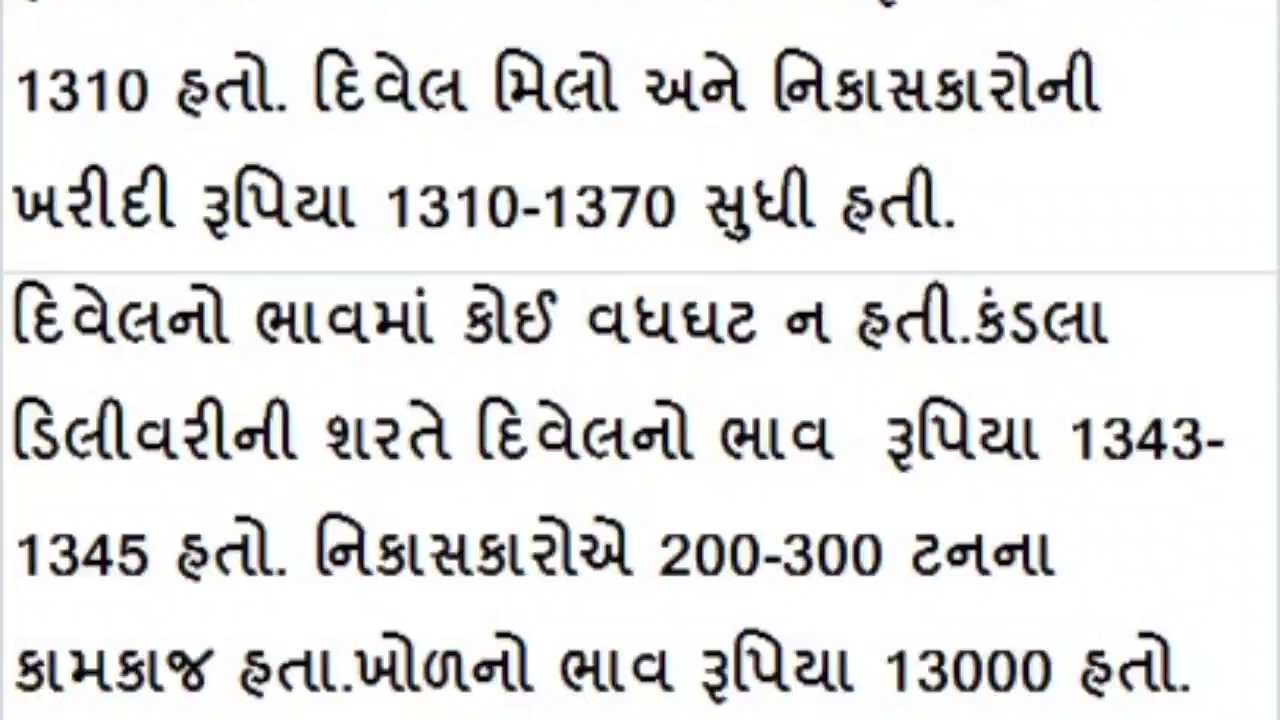 1310 હતો. દિવેલ મિલો અને નિકાસકારોની
ખરીદી રૂપિયા 1310-1370 સુધી હતી.
દિવેલનો ભાવમાં કોઈ વધઘટ ન હતી.કંડલા
ડિલીવરીની શરતે દિવેલનો ભાવ  રૂપિયા 1343-
1345 હતો. નિકાસકારોએ 200-300 ટનના
કામકાજ હતા.ખોળનો ભાવ રૂપિયા 13000 હતો.